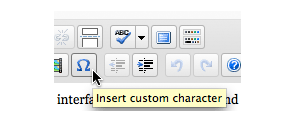 ABC
Ω
?
Insert custom character
interfa nd